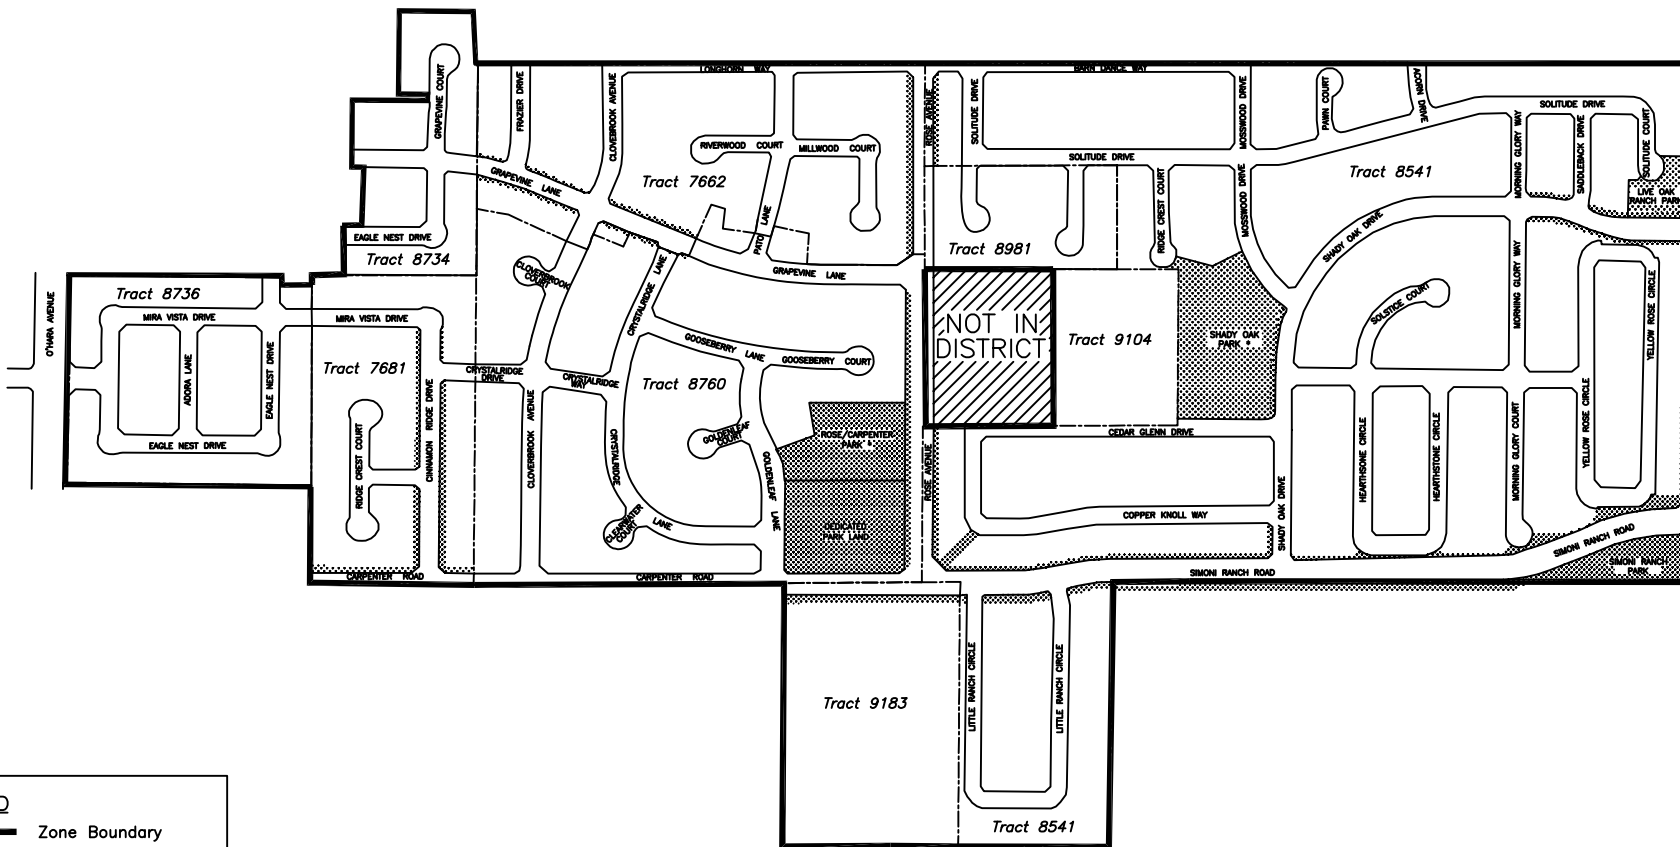 LONGHORN WAY
BARN DANCE WAY
GRAPEVINE COURT
FRAZIER DRIVE
CLOVEBROOK AVENUE
ROSE AVENUE
SOLITUDE DRIVE
MOSSWOOD DRIVE
PAWN COURT
ACORN DRIVE
SOLITUDE DRIVE
MORNING GLORY WAY
SADDLEBACK DRIVE
SOLITUDE COURT
RIVERWOOD COURT
MILLWOOD COURT
SOLITUDE DRIVE
Tract 7662
Tract 8541
GRAPEVINE LANE
LIVE OAK
RANCH PARK
PATO LANE
RIDGE CREST COURT
MOSSWOOD DRIVE
SHADY OAK DRIVE
EAGLE NEST DRIVE
Tract 8734
Tract 8981
CLOVERBROOK
COURT
GRAPEVINE LANE
CRYSTALRIDGE LANE
MORNING GLORY WAY
YELLOW ROSE CIRCLE
O'HARA AVENUE
Tract 8736
MIRA VISTA DRIVE
MIRA VISTA DRIVE
SOLSTICE COURT
NOT IN
DISTRICT
Tract 9104
SHADY OAK
PARK
GOOSEBERRY LANE
GOOSEBERRY COURT
ADORA LANE
EAGLE NEST DRIVE
Tract 7681
CRYSTALRIDGE
DRIVE
CRYSTALRIDGE
WAY
Tract 8760
CINNAMON RIDGE DRIVE
CLOVERBROOK AVENUE
EAGLE NEST DRIVE
RIDGE CREST COURT
CRYSTALRIDGE
LANE
GOLDENLEAF
COURT
GOLDENLEAF LANE
ROSE/CARPENTER
PARK
ROSE AVENUE
CEDAR GLENN DRIVE
HEARTHSONE CIRCLE
HEARTHSTONE CIRCLE
MORNING GLORY COURT
YELLOW ROSE CIRCLE
CLEARWATER
COURT
DEDICATED
PARK LAND
COPPER KNOLL WAY
SHADY OAK DRIVE
SIMONI RANCH ROAD
SIMONI RANCH
PARK
CARPENTER ROAD
CARPENTER ROAD
SIMONI RANCH ROAD
Tract 9183
LITTLE RANCH CIRCLE
LITTLE RANCH CIRCLE
Tract 8541
Zone Boundary